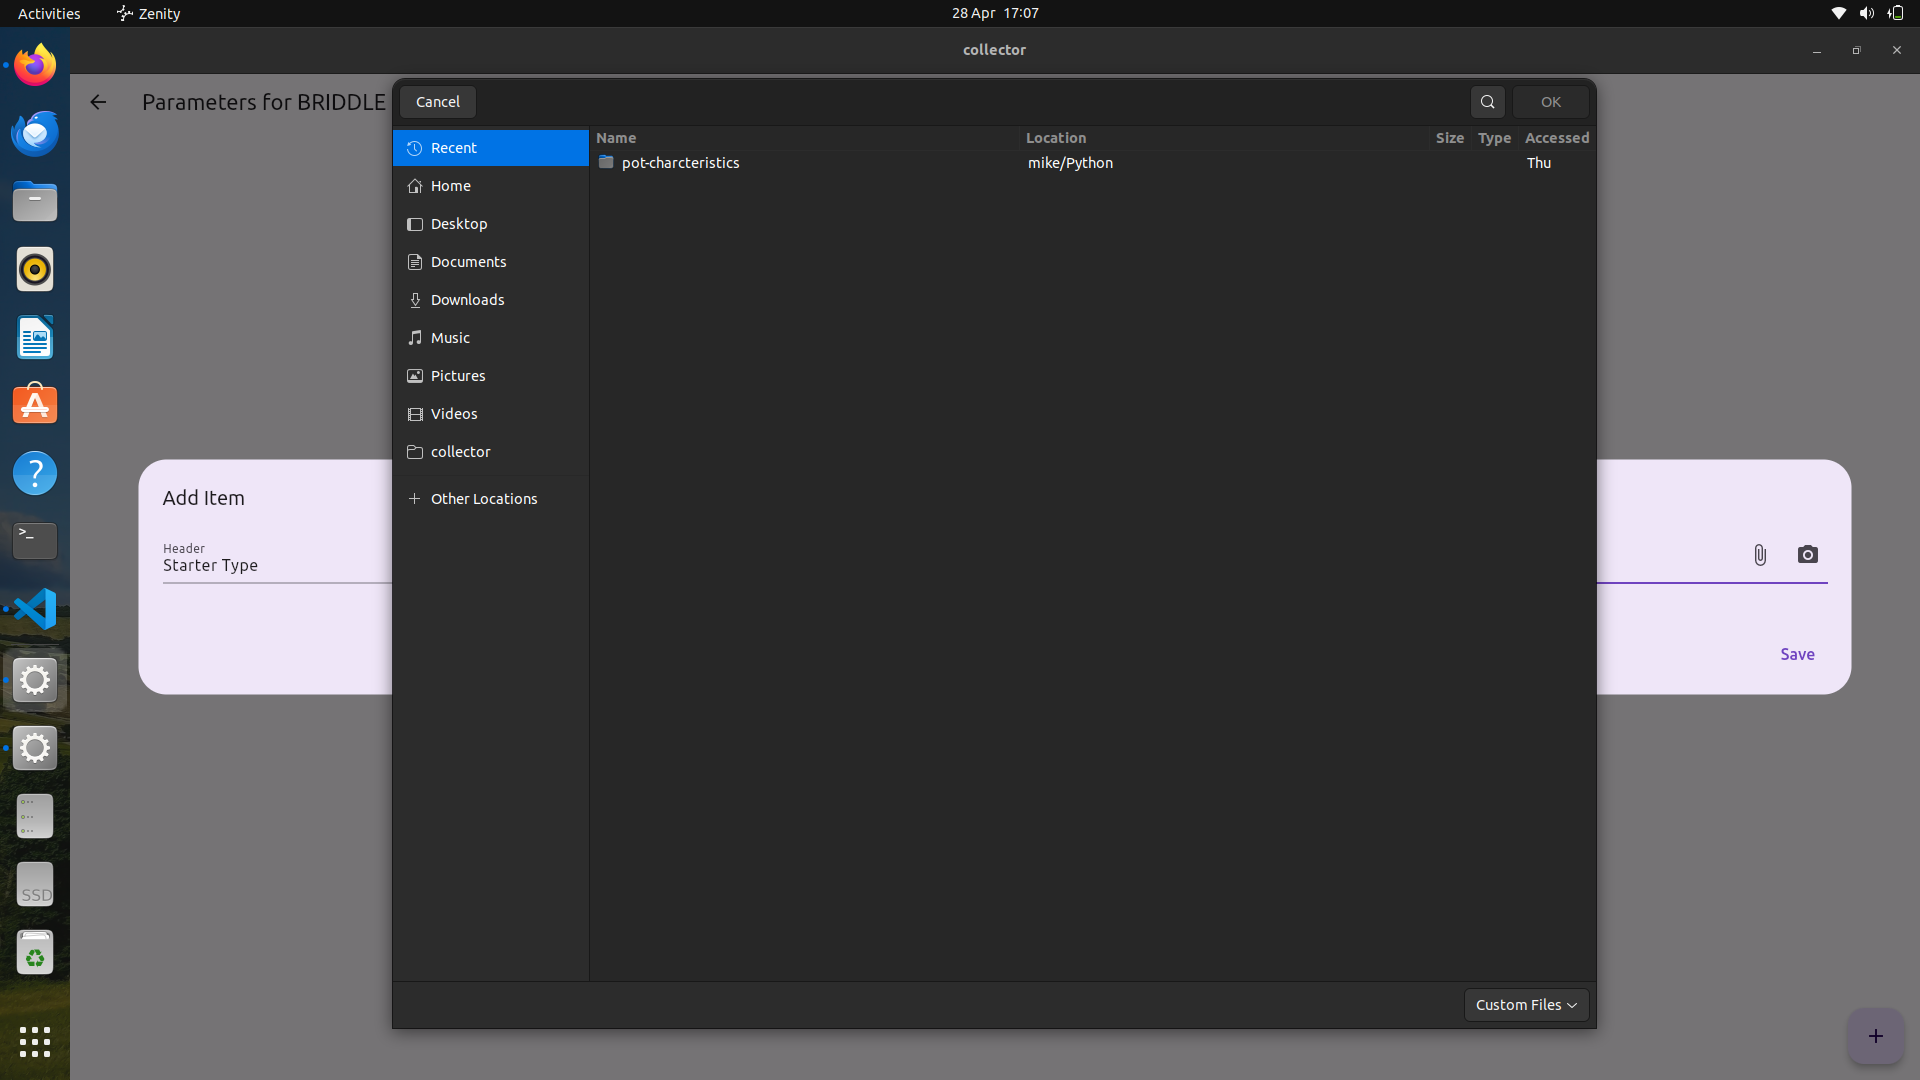 Activities
Zenity
28 Apr 17:07
collector
Parameters for BRIDDLE
Cancel
OK
Name
Location
Size
Type
Accessed
Recent
pot-charcteristics
mike/Python
Thu
Home
Desktop
Documents
Downloads
Music
Pictures
Videos
collector
Other Locations
Add Item
Header
Starter Type
Save
SSD
Custom Files